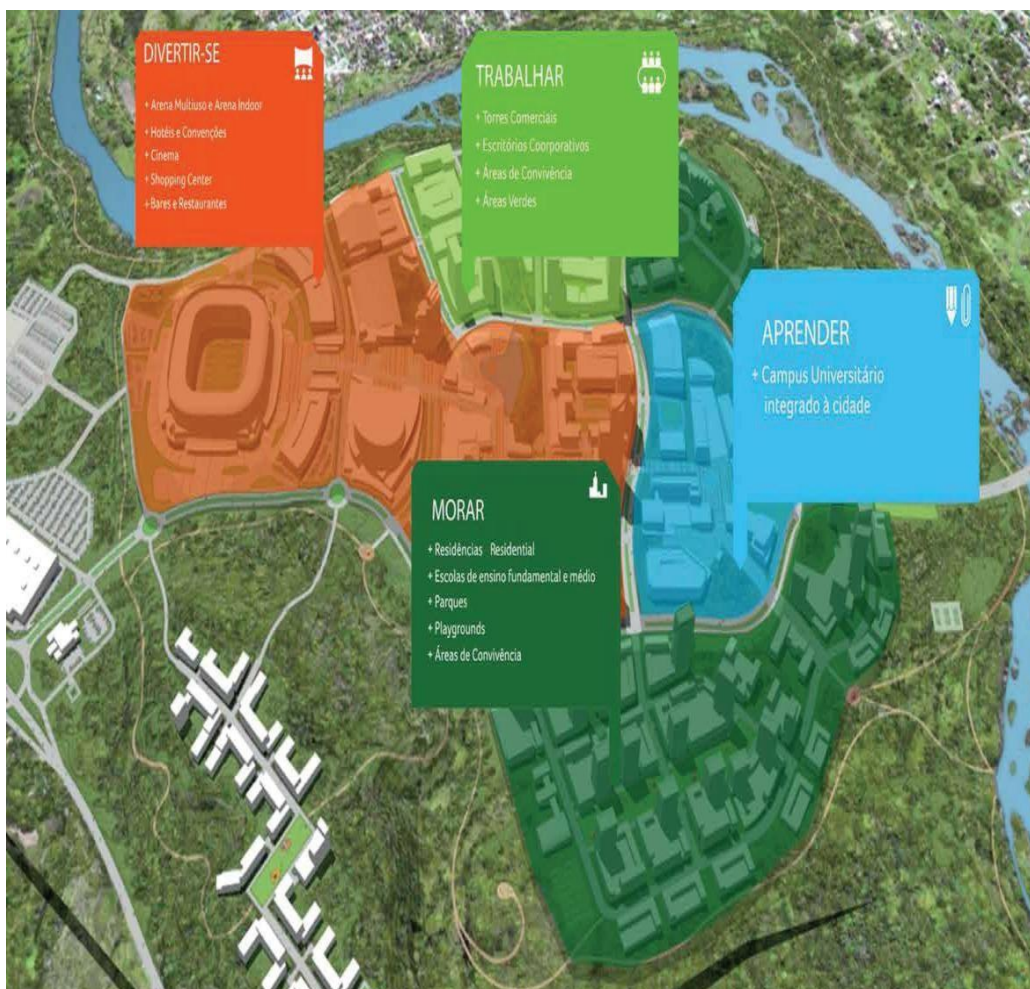 DIVERTIR-SE
+ Arena Multiuso e Arena Indoor
+ Hotéis e Convenções
+ Cinema
+ Shopping Center
+ Bares e Restaurantes
TRABALHAR
+ Torres Comerciais
+ Escritórios Coorporativos
+ Áreas de Convivência
+ Áreas Verdes
APRENDER
+ Campus Universitário
integrado à cidade
MORAR
+ Residências Residential
+ Escolas de ensino fundamental e médio
+ Parques
+ Playgrounds
+ Áreas de Convivência